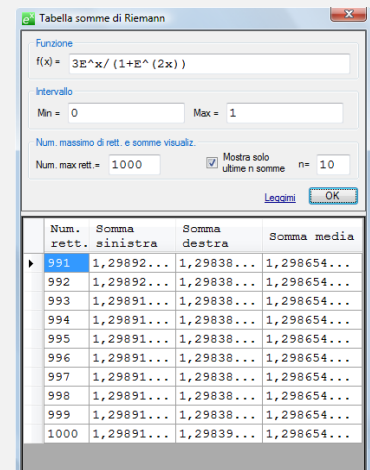 Tabella somme di Riemann
Funzione
f(x) = 3E^x/(1+E^(2x))
Intervallo
Min = 0 Max = 1
Num. massimo di rett. e somme visualiz.
Num. max rett.= 1000 Mostra solo ultime n somme n= 10
Leggimi OK
Num. rett. Somma sinistra Somma destra Somma media
991 1,29892... 1,29838... 1,298654...
992 1,29892... 1,29838... 1,298654...
993 1,29891... 1,29838... 1,298654...
994 1,29891... 1,29838... 1,298654...
995 1,29891... 1,29838... 1,298654...
996 1,29891... 1,29838... 1,298654...
997 1,29891... 1,29838... 1,298654...
998 1,29891... 1,29838... 1,298654...
999 1,29891... 1,29838... 1,298654...
1000 1,29891... 1,29839... 1,298654...